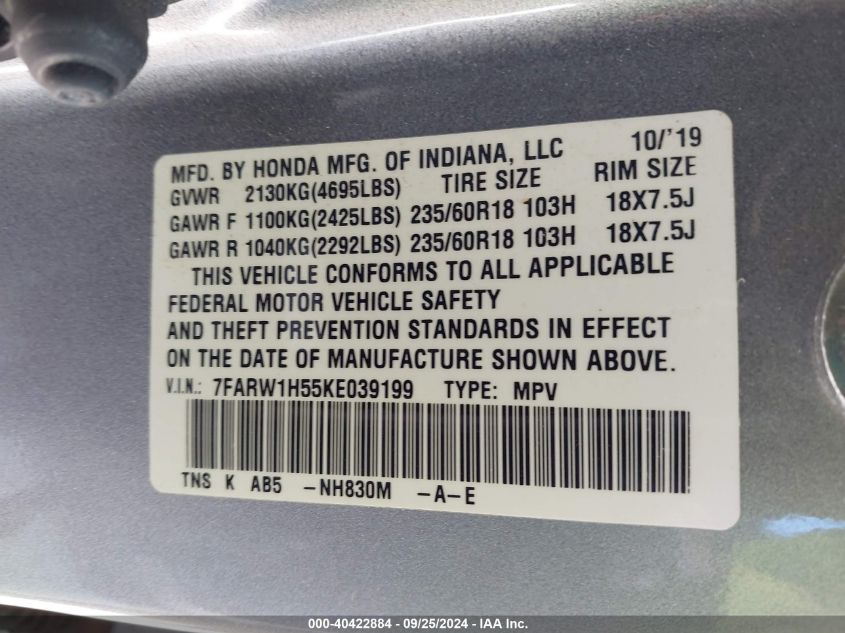 MFD. BY HONDA MFG. OF INDIANA, LLC 10/'19
GVWR 2130KG(4695LBS) TIRE SIZE RIM SIZE
GAWR F 1100KG(2425LBS) 235/60R18 103H 18X7.5J
GAWR R 1040KG(2292LBS) 235/60R18 103H 18X7.5J
THIS VEHICLE CONFORMS TO ALL APPLICABLE
FEDERAL MOTOR VEHICLE SAFETY
AND THEFT PREVENTION STANDARDS IN EFFECT
ON THE DATE OF MANUFACTURE SHOWN ABOVE.
V.I.N.: 7FARW1H55KE039199 TYPE: MPV
TNS K AB5 -NH830M -A-E
000-40422884 - 09/25/2024 - IAA Inc.